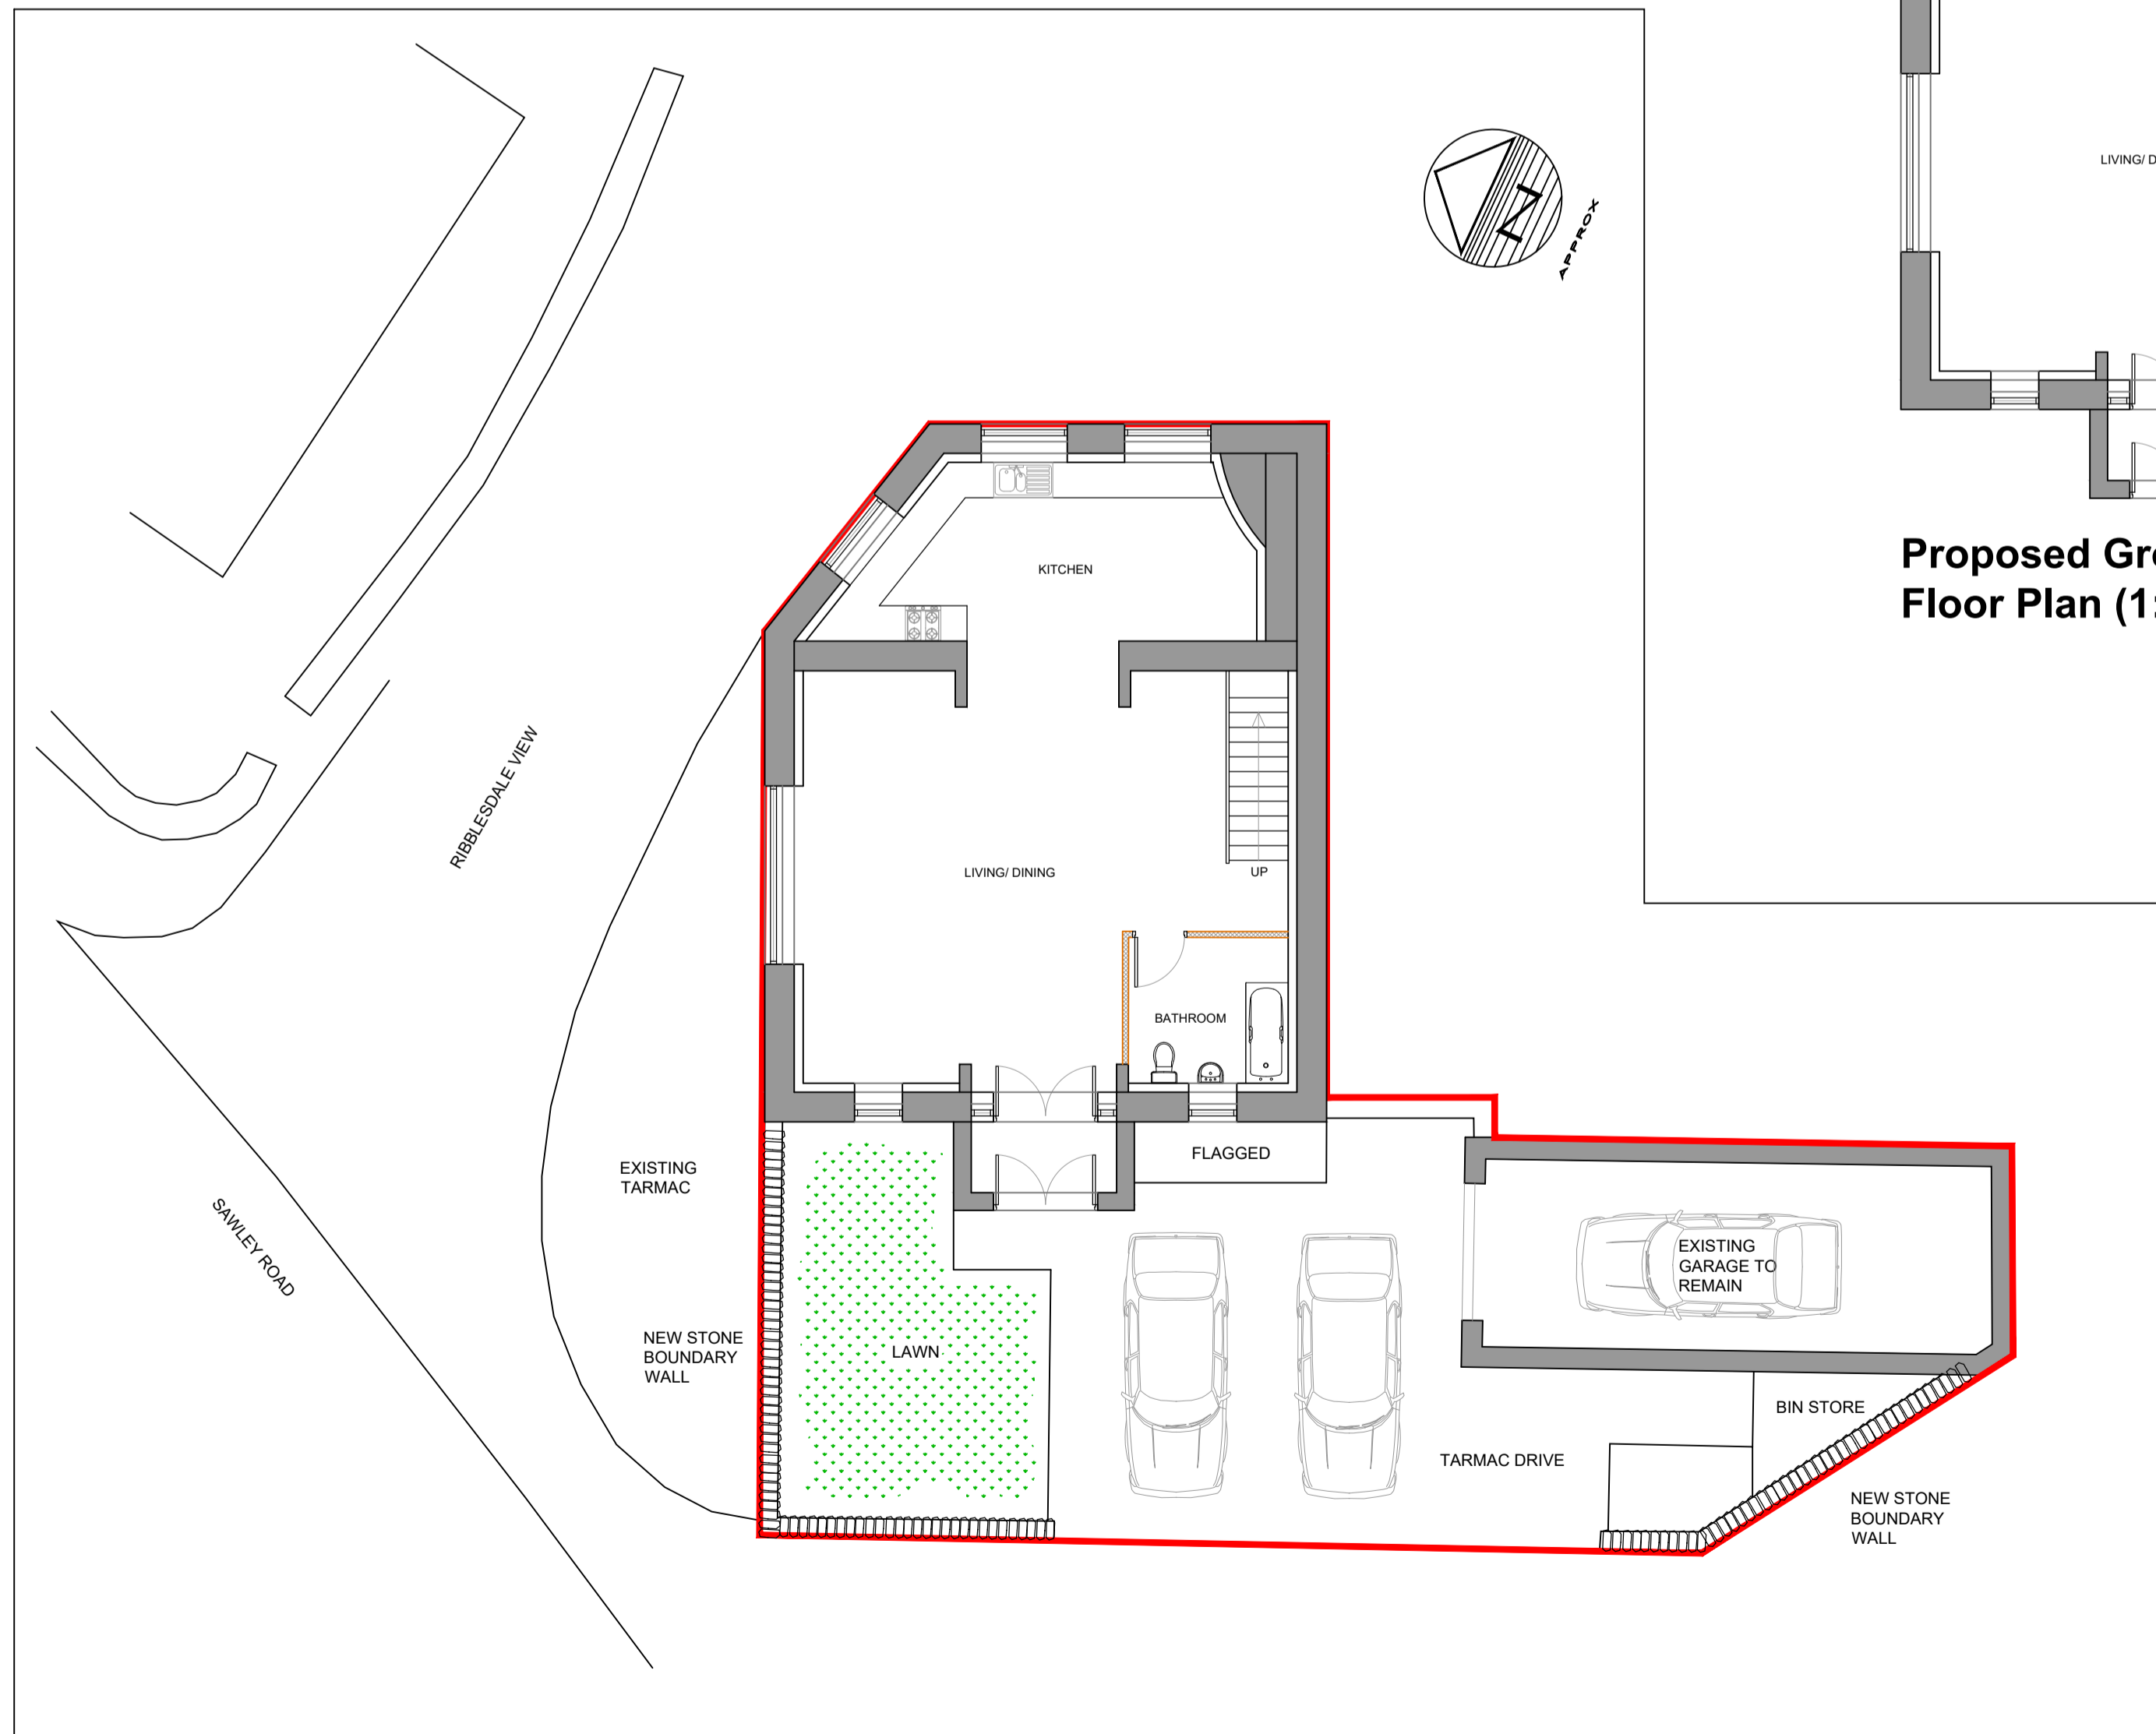 N
APPROX
LIVING/ D
Proposed Gr
Floor Plan (1:
KITCHEN
RIBBLESDALE VIEW
LIVING/ DINING
UP
BATHROOM
FLAGGED
EXISTING
TARMAC
SAWLEY ROAD
EXISTING
GARAGE TO
REMAIN
NEW STONE
BOUNDARY
WALL
LAWN
BIN STORE
TARMAC DRIVE
NEW STONE
BOUNDARY
WALL